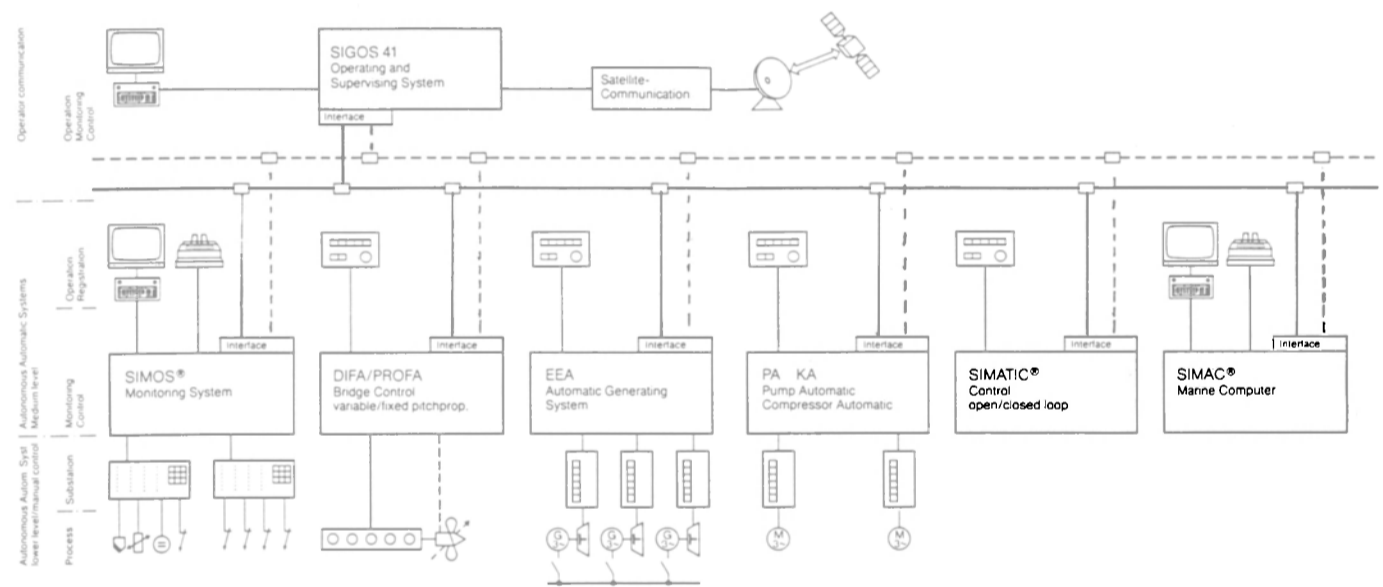 Operator communication
Operation
Monitoring
Control
SIGOS 41
Operating and
Supervising System
Interface
Satellite-
Communication
Autonomous Automatic Systems
Medium level
Operation
Registration
Monitoring
Control
Interface
SIMOS®
Monitoring System
Interface
DIFA/PROFA
Bridge Control
variable/fixed pitchprop.
Interface
EEA
Automatic Generating
System
Interface
PA KA
Pump Automatic
Compressor Automatic
Interface
SIMATIC®
Control
open/closed loop
Interface
SIMAC®
Marine Computer
Autonomous Autom. Syst
lower level/manual control
Substation
Process
G
G
G
M
M